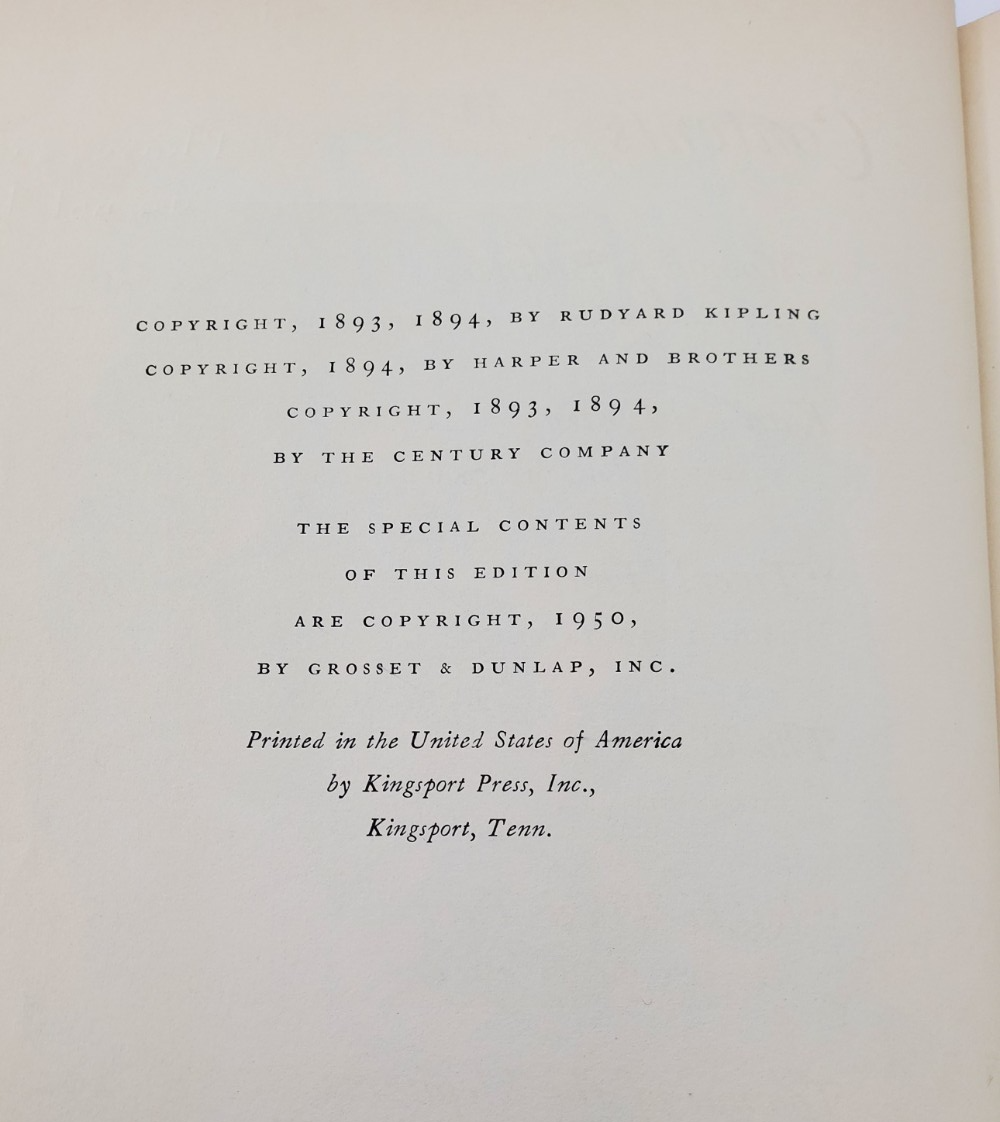 COPYRIGHT, 1893, 1894, BY RUDYARD KIPLING
COPYRIGHT, 1894, BY HARPER AND BROTHERS
COPYRIGHT, 1893, 1894,
BY THE CENTURY COMPANY
THE SPECIAL CONTENTS
OF THIS EDITION
ARE COPYRIGHT, 1950,
BY GROSSET & DUNLAP, INC.
Printed in the United States of America
by Kingsport Press, Inc.,
Kingsport, Tenn.